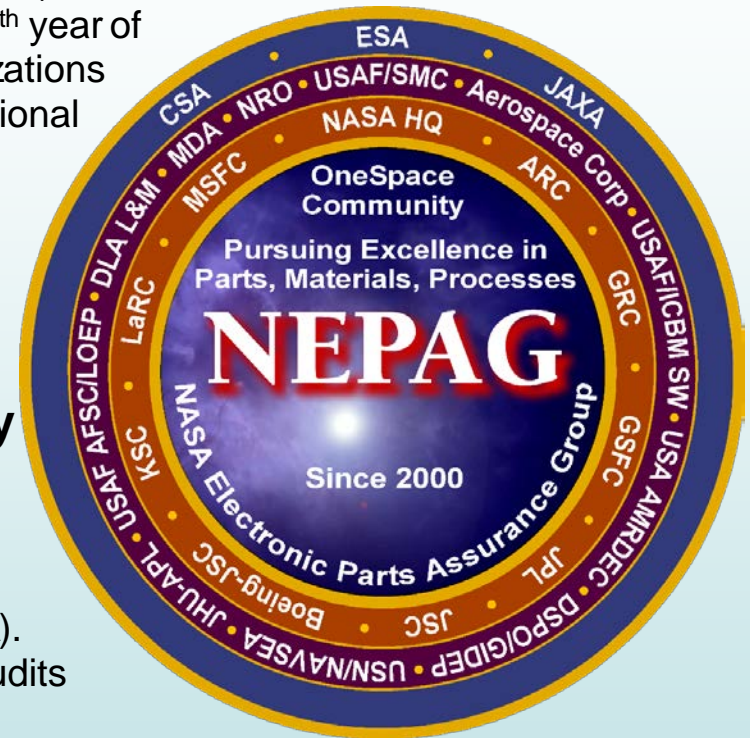 th year of
zations
ional
y
).
udits
CSA • ESA • JAXA
DLA L&M • MDA • NRO • USAF/SMC • Aerospace Corp • USAF/ICBM SW • USA AMRDEC • DSPO/GIDEP • USN/NAVSEA • JHU-APL • USAF AFSC/LOEP •
NASA HQ • ARC • GRC • GSFC • JPL • JSC • Boeing-JSC • KSC • LaRC • MSFC •
OneSpace
Community
Pursuing Excellence in
Parts, Materials, Processes
NEPAG
Since 2000
NASA Electronic Parts Assurance Group